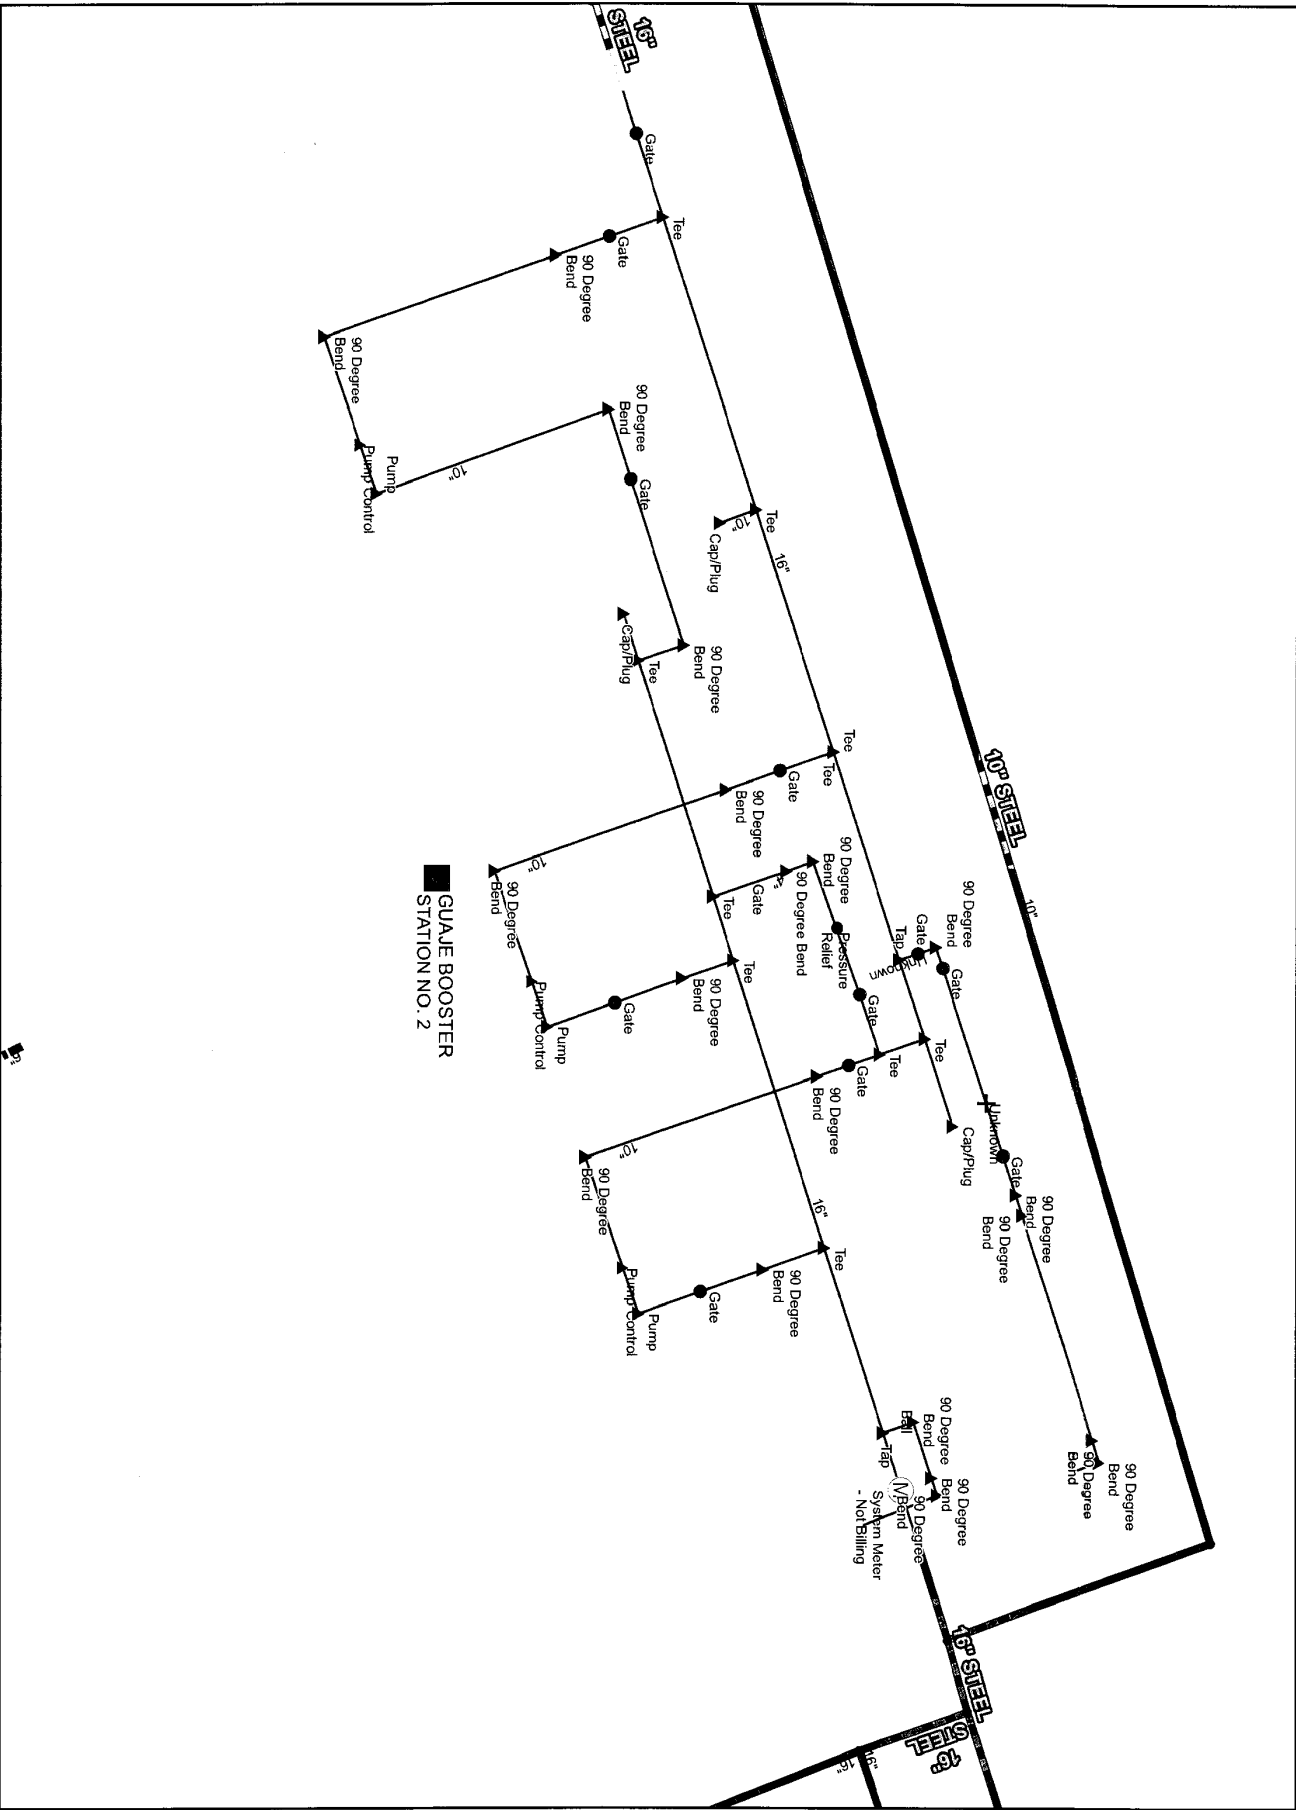 16"
STEEL
Gate
Tee
Gate
90 Degree
Bend
90 Degree
Bend
Pump
Pump Control
10"
90 Degree
Bend
Gate
Tee
10"
Cap/Plug
16"
Cap/Plug
Tee
90 Degree
Bend
Tee
Tee
Gate
90 Degree
Bend
10"
90 Degree
Bend
10" STEEL
10"
90 Degree
Bend
4"
90 Degree Bend
Gate
Tee
Pressure
Relief
Gate
Tee
90 Degree
Bend
Gate
Tap
Unknown
Gate
Tee
90 Degree
Bend
Gate
Pump
Pump Control
GUAJE BOOSTER
STATION NO. 2
Tee
Gate
90 Degree
Bend
10"
90 Degree
Bend
Cap/Plug
Unknown
Gate
90 Degree
Bend
90 Degree
Bend
16"
Tee
90 Degree
Bend
Gate
Pump
Pump Control
90 Degree
Bend
90 Degree
Bend
90 Degree
Bend
Ball
Tap
90 Degree
Bend
90 Degree
Bend
M
System Meter
- Not Billing
16" STEEL
16"
STEEL
16"
16"